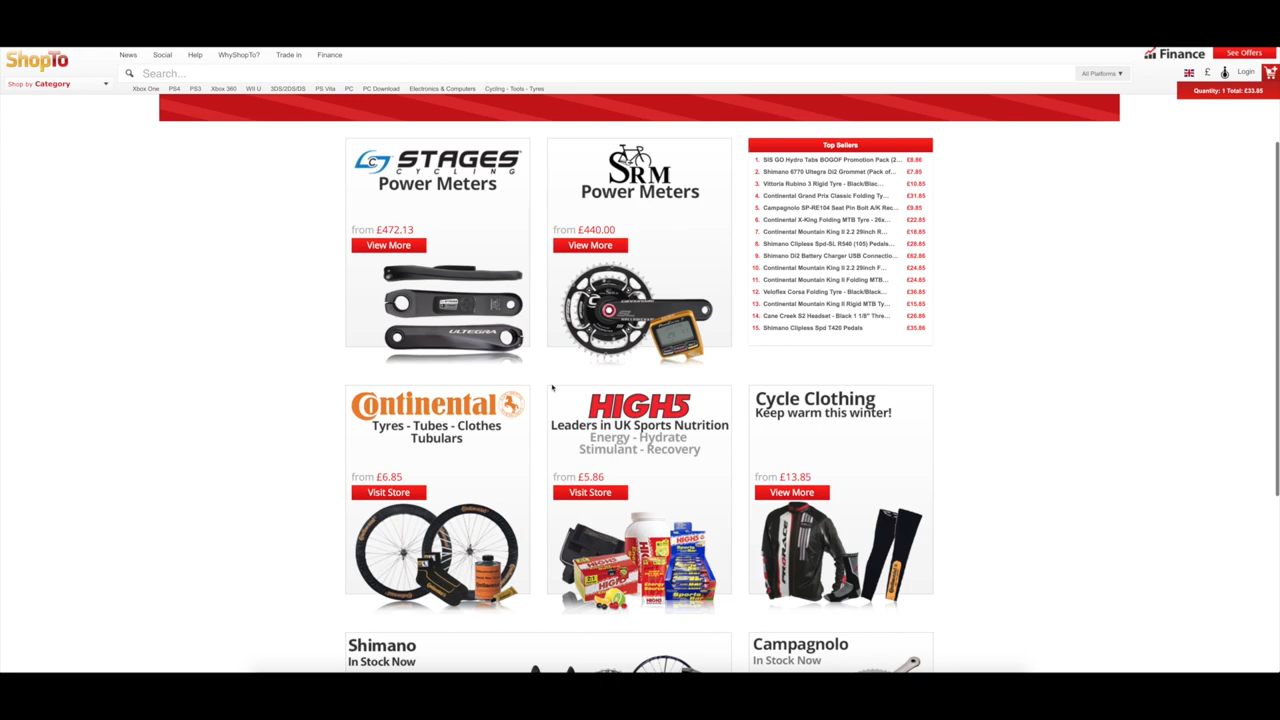 ShopTo
News Social Help WhyShopTo? Trade in Finance
Finance
See Offers
Search...
All Platforms ▼
£
Login
Shop by Category
Xbox One PS4 PS3 Xbox 360 Wii U 3DS/2DS/DS PS Vita PC PC Download Electronics & Computers Cycling - Tools - Tyres
Quantity: 1 Total: £33.85
STAGES
CYCLING
Power Meters
from £472.13
View More
ULTEGRA
SRM
Power Meters
from £440.00
View More
Top Sellers
1. SIS GO Hydro Tabs BOGOF Promotion Pack (2... £8.86
2. Shimano 6770 Ultegra Di2 Grommet (Pack of... £7.85
3. Vittoria Rubino 3 Rigid Tyre - Black/Blac... £10.85
4. Continental Grand Prix Classic Folding Ty... £31.85
5. Campagnolo SP-RE104 Seat Pin Bolt A/K Rec... £9.85
6. Continental X-King Folding MTB Tyre - 26x... £22.85
7. Continental Mountain King II 2.2 29inch R... £18.85
8. Shimano Clipless Spd-SL R540 (105) Pedals... £28.65
9. Shimano Di2 Battery Charger USB Connectio... £62.86
10. Continental Mountain King II 2.2 29inch F... £24.85
11. Continental Mountain King II Folding MTB... £24.85
12. Veloflex Corsa Folding Tyre - Black/Black... £36.85
13. Continental Mountain King II Rigid MTB Ty... £15.85
14. Cane Creek S2 Headset - Black 1 1/8" Thre... £26.86
15. Shimano Clipless Spd T420 Pedals £35.86
Continental
Tyres - Tubes - Clothes
Tubulars
from £6.85
Visit Store
HIGH5
Leaders in UK Sports Nutrition
Energy - Hydrate
Stimulant - Recovery
from £5.86
Visit Store
Cycle Clothing
Keep warm this winter!
from £13.85
View More
PRORACE
Shimano
In Stock Now
Campagnolo
In Stock Now